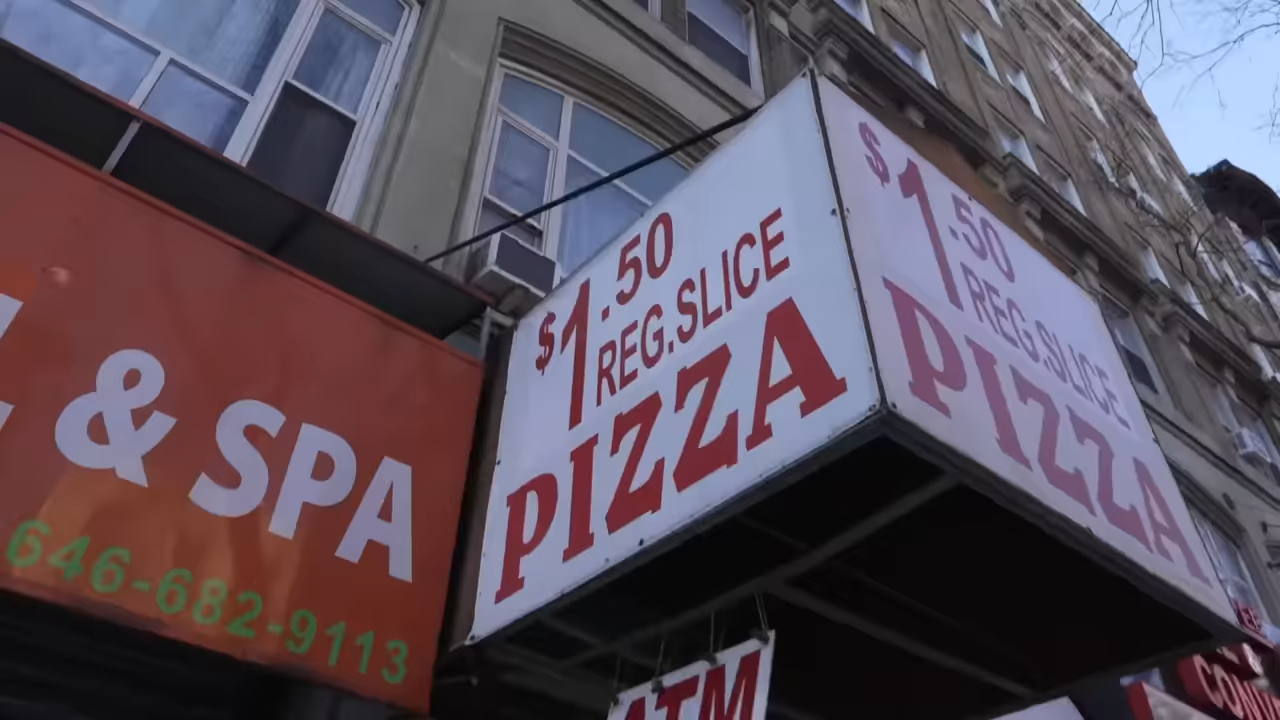 & SPA
646-682-9113
$1.50
REG.SLICE
PIZZA
$1.50
REG.SLICE
PIZZA
ATM